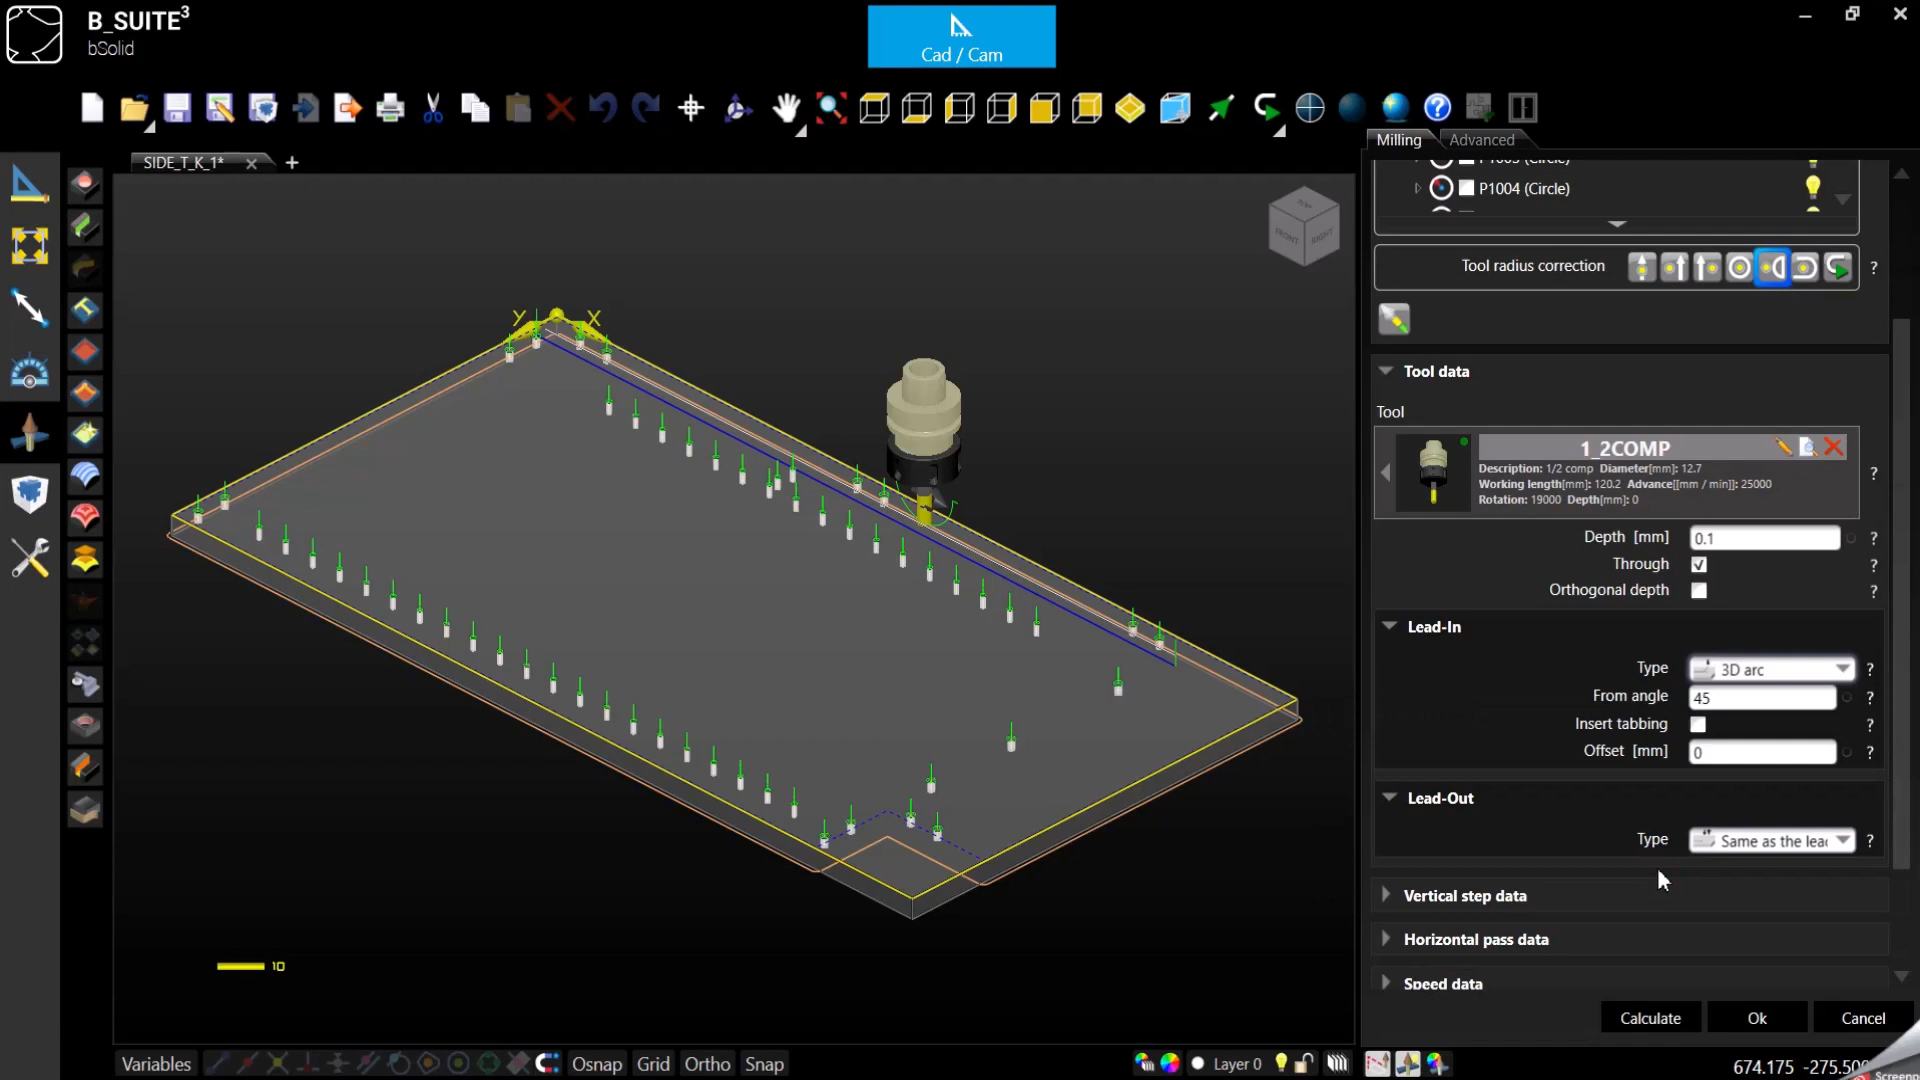 B_SUITE³
bSolid
Cad / Cam
SIDE_T_K_1*
Milling
Advanced
P1004 (Circle)
Tool radius correction
?
TOP
FRONT
RIGHT
Y
X
Tool data
Tool
1_2COMP
Description: 1/2 comp Diameter[mm]: 12.7
Working length[mm]: 120.2 Advance[[mm / min]]: 25000
Rotation: 19000 Depth[mm]: 0
?
Depth [mm] 0.1 ?
Through ?
Orthogonal depth ?
Lead-In
Type 3D arc ?
From angle 45 ?
Insert tabbing ?
Offset [mm] 0 ?
Lead-Out
Type Same as the lea ?
Vertical step data
Horizontal pass data
Speed data
10
Calculate
Ok
Cancel
Variables
Osnap
Grid
Ortho
Snap
Layer 0
674.175 -275.50